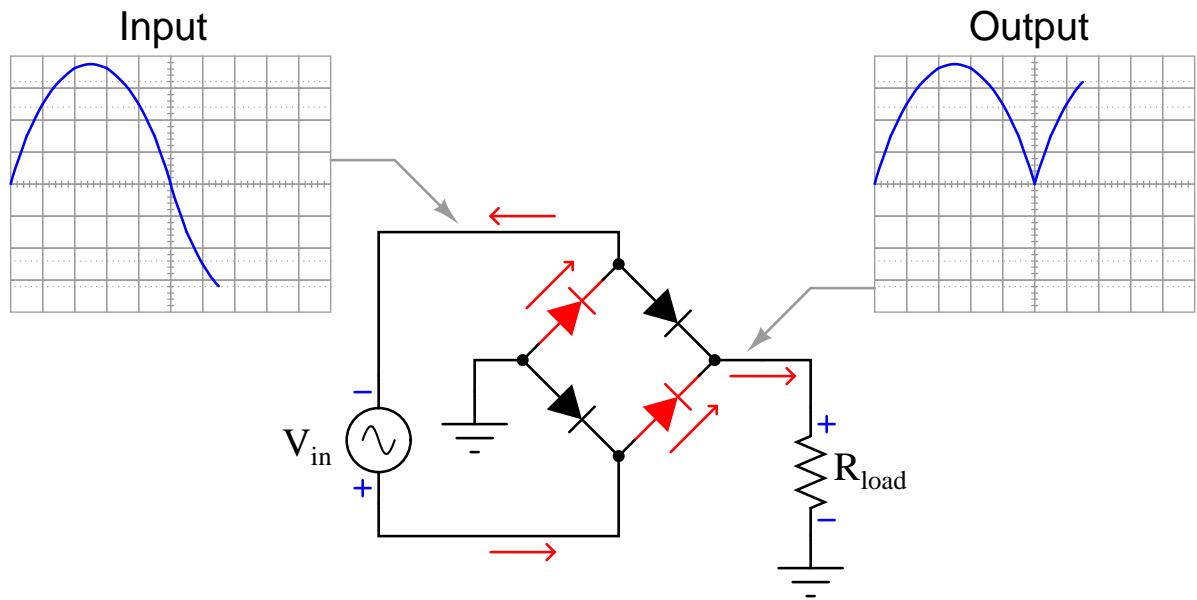 Input
Output
−
V_in
+
+
R_load
−